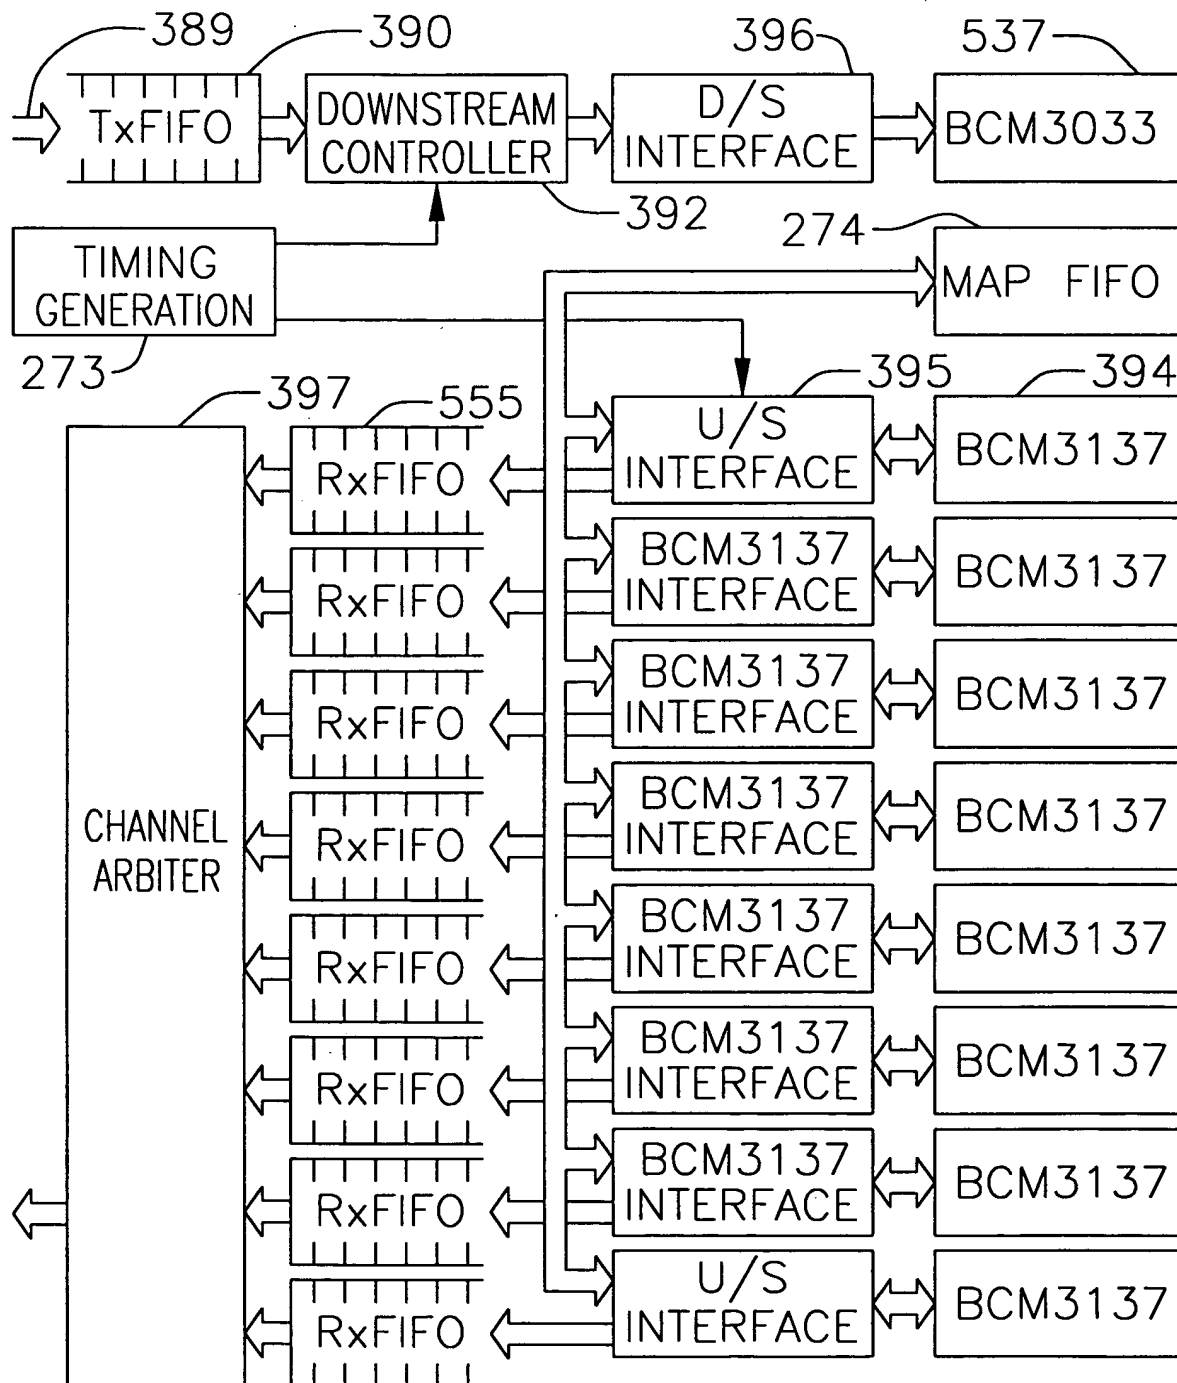 389
390
396
537
TxFIFO
DOWNSTREAM
CONTROLLER
D/S
INTERFACE
BCM3033
392
274
TIMING
GENERATION
MAP FIFO
273
397
555
395
394
RxFIFO
U/S
INTERFACE
BCM3137
RxFIFO
BCM3137
INTERFACE
BCM3137
RxFIFO
BCM3137
INTERFACE
BCM3137
CHANNEL
ARBITER
RxFIFO
BCM3137
INTERFACE
BCM3137
RxFIFO
BCM3137
INTERFACE
BCM3137
RxFIFO
BCM3137
INTERFACE
BCM3137
RxFIFO
BCM3137
INTERFACE
BCM3137
RxFIFO
U/S
INTERFACE
BCM3137